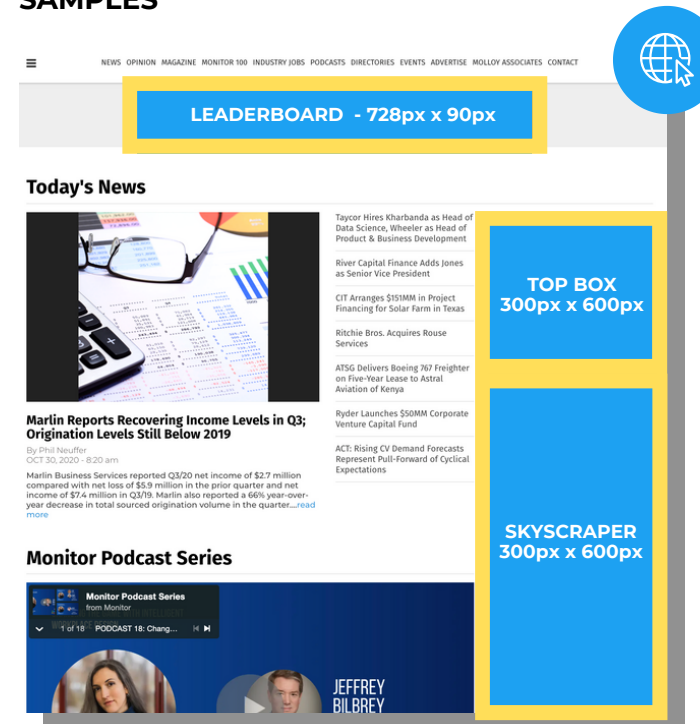 SAMPLES
NEWS OPINION MAGAZINE MONITOR 100 INDUSTRY JOBS PODCASTS DIRECTORIES EVENTS ADVERTISE MOLLOY ASSOCIATES CONTACT
LEADERBOARD - 728px x 90px
Today's News
Taycor Hires Kharbanda as Head of
Data Science, Wheeler as Head of
Product & Business Development
River Capital Finance Adds Jones
as Senior Vice President
CIT Arranges $151MM in Project
Financing for Solar Farm in Texas
Ritchie Bros. Acquires Rouse
Services
ATSG Delivers Boeing 767 Freighter
on Five-Year Lease to Astral
Aviation of Kenya
Ryder Launches $50MM Corporate
Venture Capital Fund
ACT: Rising CV Demand Forecasts
Represent Pull-Forward of Cyclical
Expectations
TOP BOX
300px x 600px
Marlin Reports Recovering Income Levels in Q3;
Origination Levels Still Below 2019
By Phil Neuffer
OCT 30, 2020 - 8:20 am
Marlin Business Services reported Q3/20 net income of $2.7 million
compared with net loss of $5.9 million in the prior quarter and net
income of $7.4 million in Q3/19. Marlin also reported a 66% year-over-
year decrease in total sourced origination volume in the quarter....read
more
SKYSCRAPER
300px x 600px
Monitor Podcast Series
Monitor Podcast Series
from Monitor
1 of 18 PODCAST 18: Chang...
JEFFREY
BILBREY